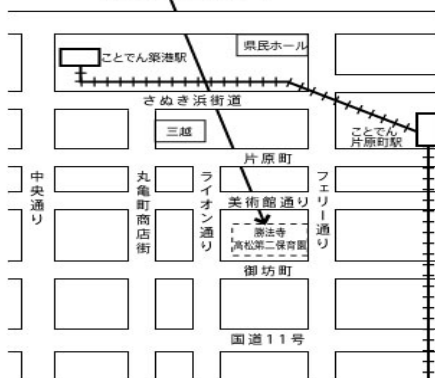 県民ホール
ことでん築港駅
さぬき浜街道
三越
ことでん
片原町駅
片原町
中央通り
丸亀町商店街
ライオン通り
フェリー通り
美術館通り
勝法寺
高松第二保育園
御坊町
国道11号